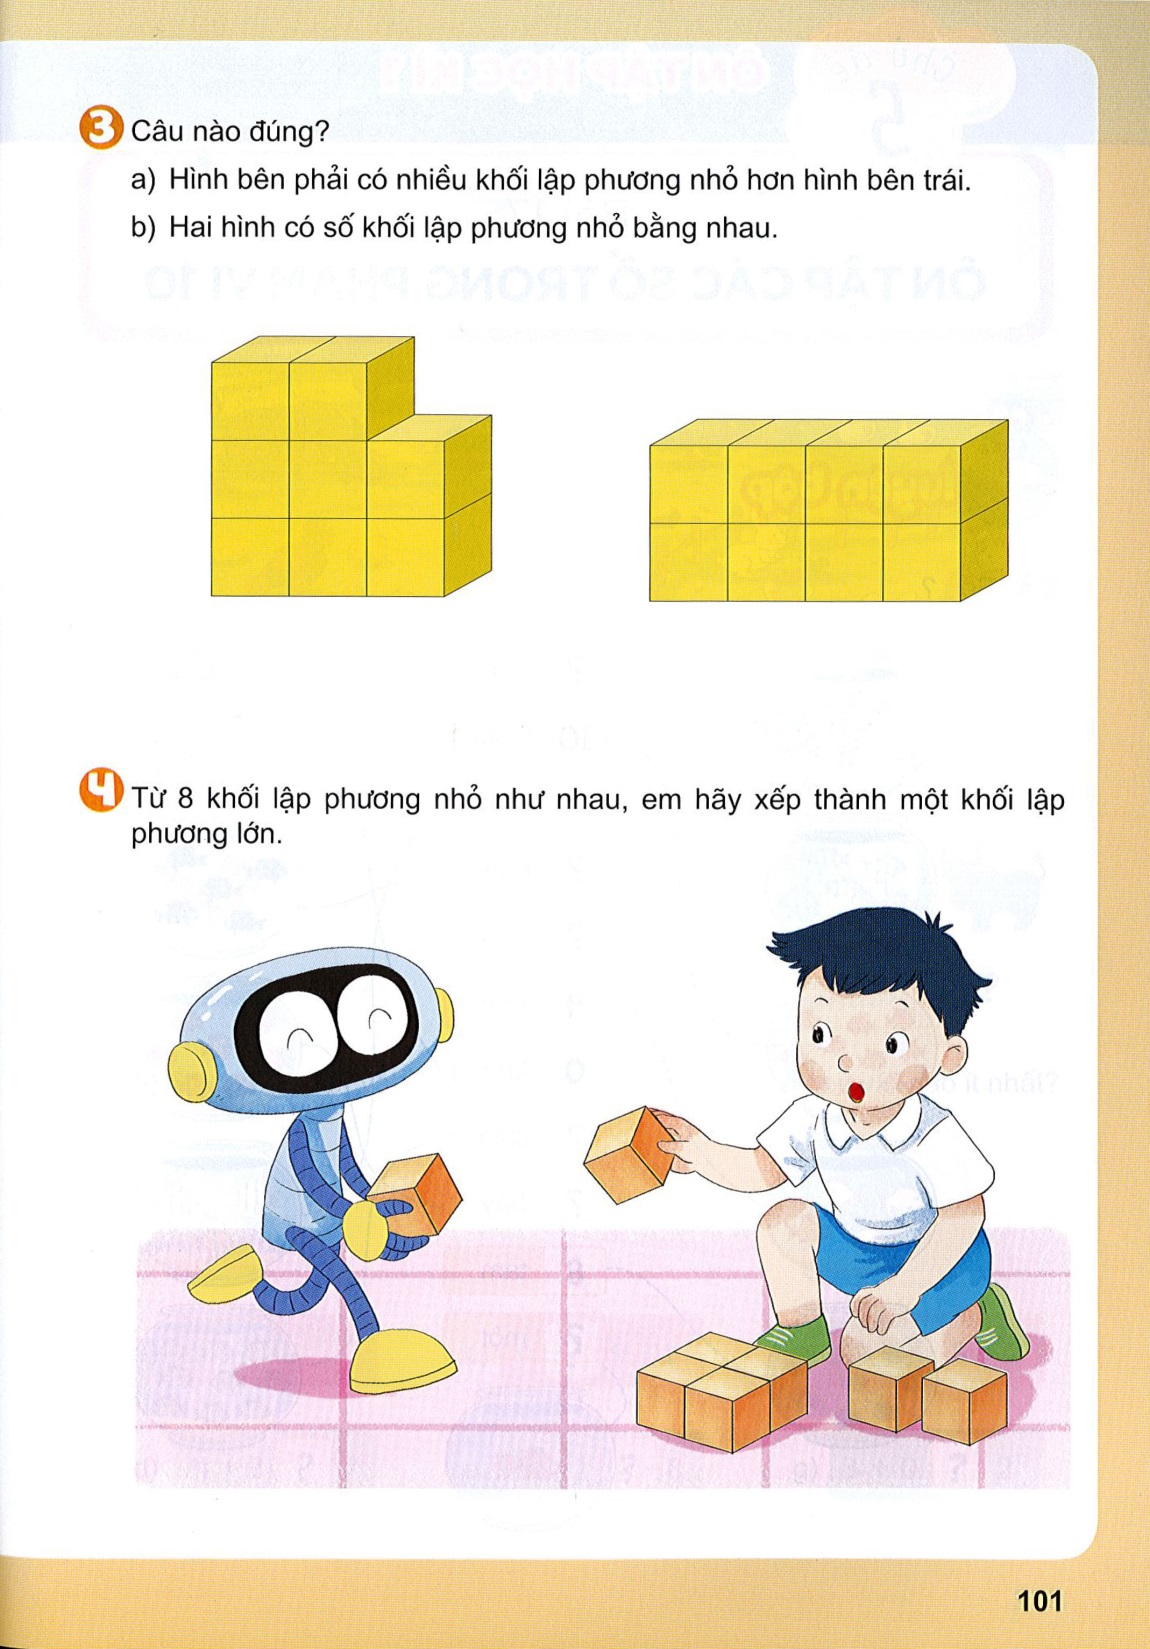 3 Câu nào đúng?
a) Hình bên phải có nhiều khối lập phương nhỏ hơn hình bên trái.
b) Hai hình có số khối lập phương nhỏ bằng nhau.
4 Từ 8 khối lập phương nhỏ như nhau, em hãy xếp thành một khối lập
phương lớn.
101